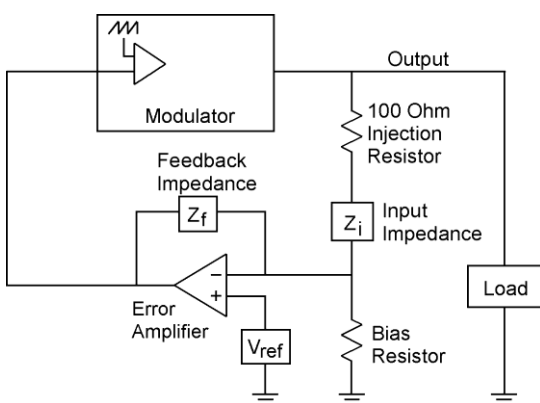 Modulator
Output
100 Ohm
Injection
Resistor
Feedback
Impedance
Zf
Zi
Input
Impedance
Error
Amplifier
−
+
Vref
Bias
Resistor
Load